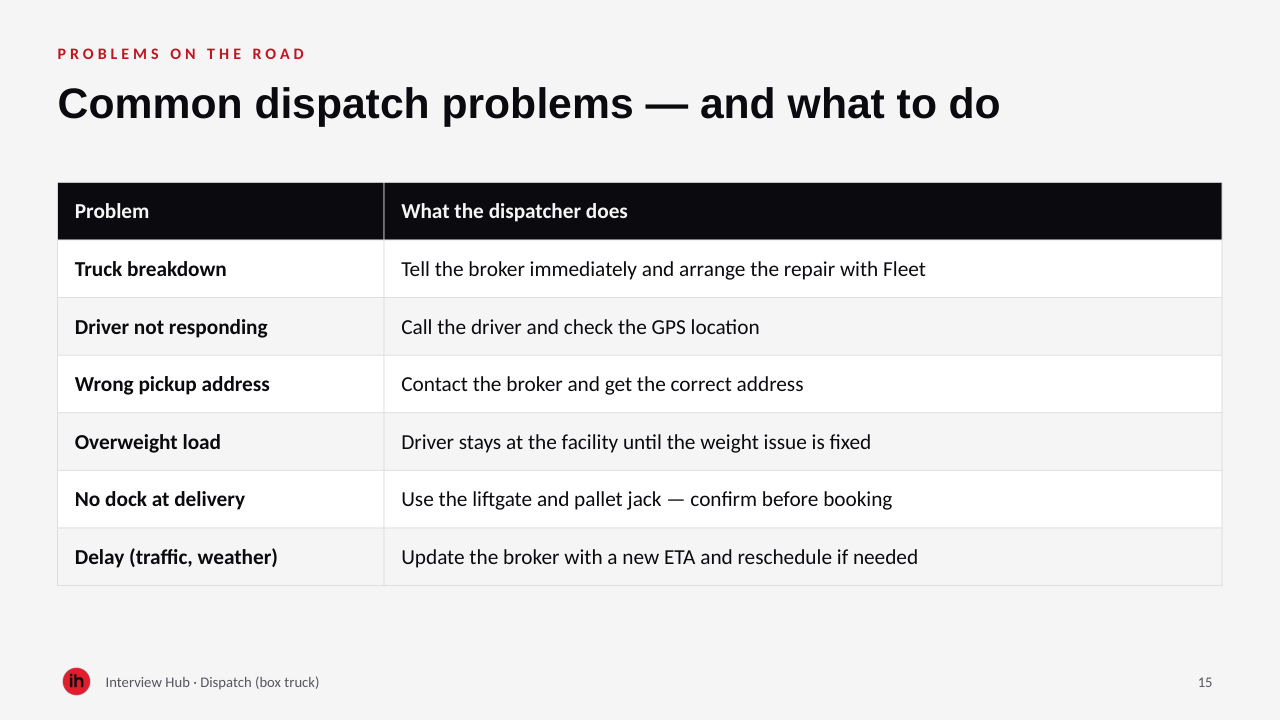 PROBLEMS ON THE ROAD
Common dispatch problems — and what to do
Problem
What the dispatcher does
Truck breakdown
Tell the broker immediately and arrange the repair with Fleet
Driver not responding
Call the driver and check the GPS location
Wrong pickup address
Contact the broker and get the correct address
Overweight load
Driver stays at the facility until the weight issue is fixed
No dock at delivery
Use the liftgate and pallet jack — confirm before booking
Delay (traffic, weather)
Update the broker with a new ETA and reschedule if needed
ih
Interview Hub · Dispatch (box truck)
15